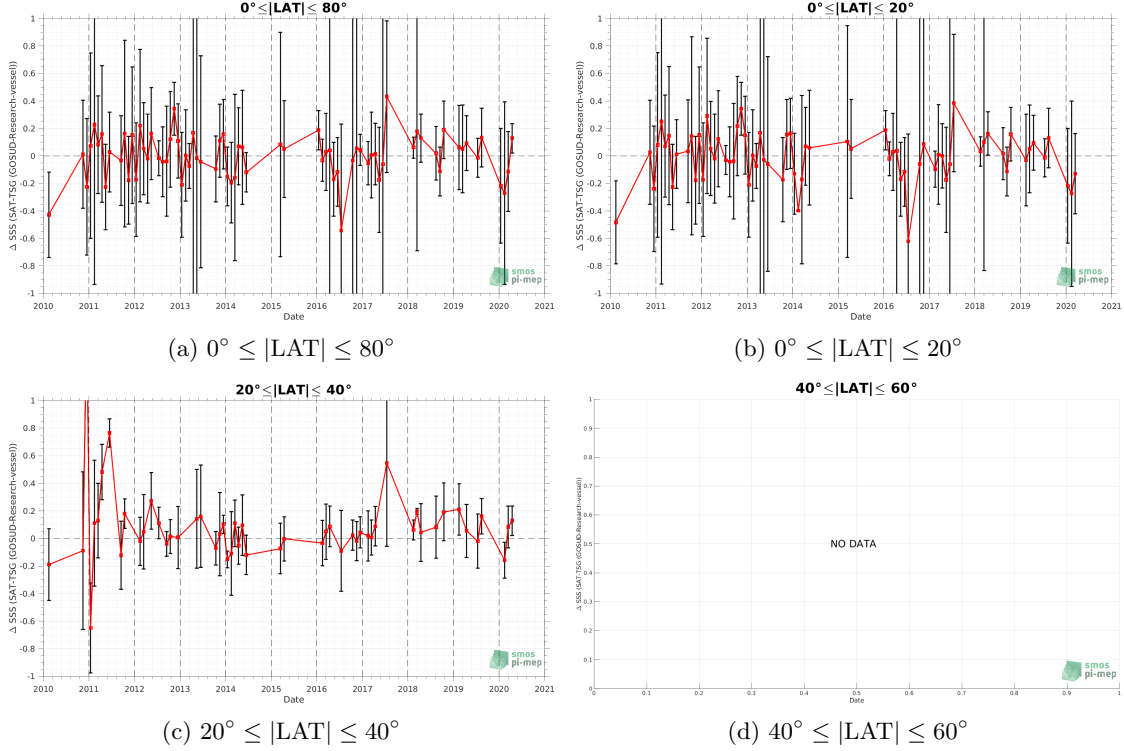 0°≤|LAT|≤ 80°
Δ SSS (SAT-TSG (GOSUD-Research-vessel))
1
0.8
0.6
0.4
0.2
0
-0.2
-0.4
-0.6
-0.8
-1
2010 2011 2012 2013 2014 2015 2016 2017 2018 2019 2020 2021
Date
smos
pi-mep
(a) 0° ≤ |LAT| ≤ 80°
0°≤|LAT|≤ 20°
Δ SSS (SAT-TSG (GOSUD-Research-vessel))
1
0.8
0.6
0.4
0.2
0
-0.2
-0.4
-0.6
-0.8
-1
2010 2011 2012 2013 2014 2015 2016 2017 2018 2019 2020 2021
Date
smos
pi-mep
(b) 0° ≤ |LAT| ≤ 20°
20°≤|LAT|≤ 40°
Δ SSS (SAT-TSG (GOSUD-Research-vessel))
1
0.8
0.6
0.4
0.2
0
-0.2
-0.4
-0.6
-0.8
-1
2010 2011 2012 2013 2014 2015 2016 2017 2018 2019 2020 2021
Date
smos
pi-mep
(c) 20° ≤ |LAT| ≤ 40°
40°≤|LAT|≤ 60°
Δ SSS (SAT-TSG (GOSUD-Research-vessel))
1
0.9
0.8
0.7
0.6
0.5
0.4
0.3
0.2
0.1
0
NO DATA
0 0.1 0.2 0.3 0.4 0.5 0.6 0.7 0.8 0.9 1
Date
smos
pi-mep
(d) 40° ≤ |LAT| ≤ 60°